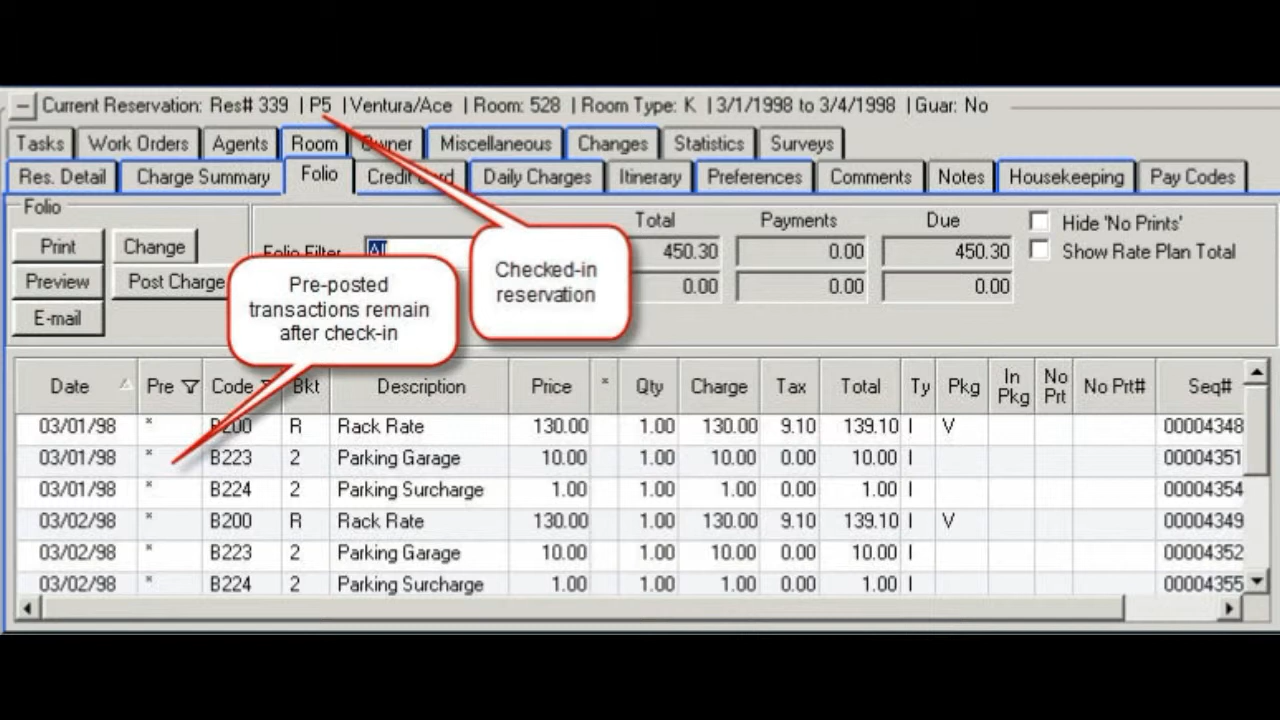 Current Reservation: Res# 339 | P5 | Ventura/Ace | Room: 528 | Room Type: K | 3/1/1998 to 3/4/1998 | Guar: No
Tasks Work Orders Agents Room Owner Miscellaneous Changes Statistics Surveys
Res. Detail Charge Summary Folio Credit Card Daily Charges Itinerary Preferences Comments Notes Housekeeping Pay Codes
Folio
Total Payments Due
Print Change Folio Filter 450.30 0.00 450.30 Hide 'No Prints'
Show Rate Plan Total
Preview Post Charge 0.00 0.00 0.00
E-mail
Checked-in
reservation
Pre-posted
transactions remain
after check-in
Date Pre Code Bkt Description Price * Qty Charge Tax Total Ty Pkg In Pkg No Prt No Prt# Seq#
03/01/98 * B200 R Rack Rate 130.00 1.00 130.00 9.10 139.10 I V 00004348
03/01/98 * B223 2 Parking Garage 10.00 1.00 10.00 0.00 10.00 I 00004351
03/01/98 * B224 2 Parking Surcharge 1.00 1.00 1.00 0.00 1.00 I 00004354
03/02/98 * B200 R Rack Rate 130.00 1.00 130.00 9.10 139.10 I V 00004349
03/02/98 * B223 2 Parking Garage 10.00 1.00 10.00 0.00 10.00 I 00004352
03/02/98 * B224 2 Parking Surcharge 1.00 1.00 1.00 0.00 1.00 I 00004355